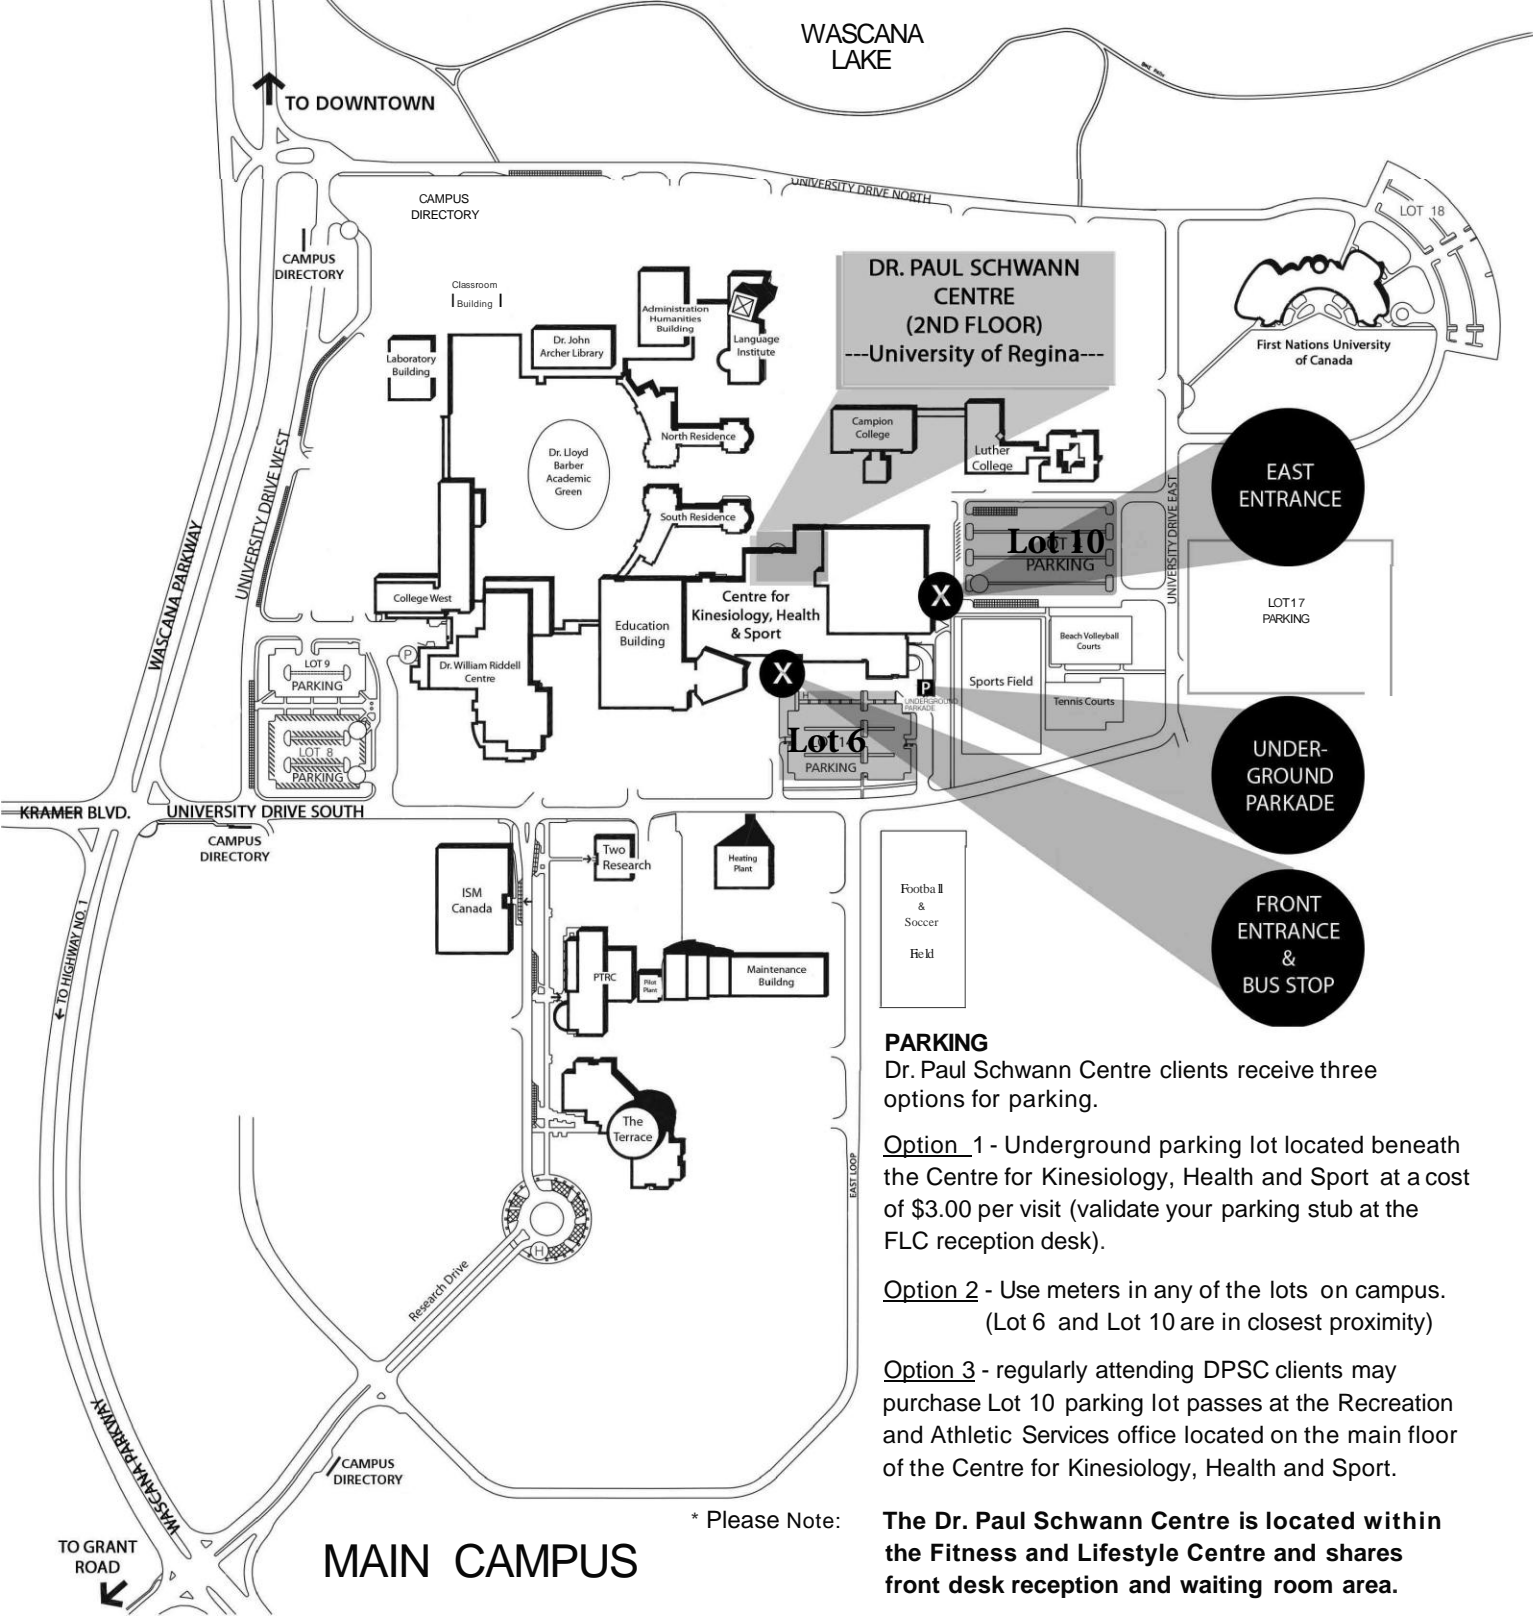 WASCANA
LAKE
BIKE PATH
TO DOWNTOWN
UNIVERSITY DRIVE NORTH
CAMPUS
DIRECTORY
LOT 18
CAMPUS
DIRECTORY
Classroom
Building
DR. PAUL SCHWANN
CENTRE
(2ND FLOOR)
---University of Regina---
Administration
Humanities
Building
Language
Institute
Dr. John
Archer Library
Laboratory
Building
First Nations University
of Canada
Campion
College
Luther
College
North Residence
Dr. Lloyd
Barber
Academic
Green
South Residence
EAST
ENTRANCE
WASCANA PARKWAY
UNIVERSITY DRIVE WEST
UNIVERSITY DRIVE EAST
Lot 10
PARKING
X
LOT17
PARKING
College West
Centre for
Kinesiology, Health
& Sport
Education
Building
Beach Volleyball
Courts
P
Dr. William Riddell
Centre
LOT 9
PARKING
X
P
UNDERGROUND
PARKADE
Sports Field
Tennis Courts
H
Lot 6
PARKING
LOT 8
PARKING
UNDER-
GROUND
PARKADE
KRAMER BLVD.
UNIVERSITY DRIVE SOUTH
CAMPUS
DIRECTORY
Two
Research
Heating
Plant
ISM
Canada
Football
&
Soccer
Field
FRONT
ENTRANCE
&
BUS STOP
TO HIGHWAY NO. 1
PTRC
Pilot
Plant
Maintenance
Buildng
The
Terrace
EAST LOOP
H
Research Drive
WASCANA PARKWAY
CAMPUS
DIRECTORY
TO GRANT
ROAD
MAIN CAMPUS
PARKING
Dr. Paul Schwann Centre clients receive three
options for parking.
Option 1 - Underground parking lot located beneath
the Centre for Kinesiology, Health and Sport at a cost
of $3.00 per visit (validate your parking stub at the
FLC reception desk).
Option 2 - Use meters in any of the lots on campus.
(Lot 6 and Lot 10 are in closest proximity)
Option 3 - regularly attending DPSC clients may
purchase Lot 10 parking lot passes at the Recreation
and Athletic Services office located on the main floor
of the Centre for Kinesiology, Health and Sport.
* Please Note: The Dr. Paul Schwann Centre is located within
the Fitness and Lifestyle Centre and shares
front desk reception and waiting room area.